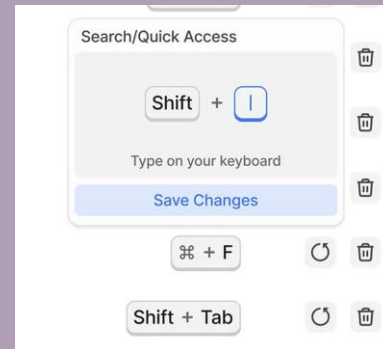 Search/Quick Access
Shift +
Type on your keyboard
Save Changes
⌘ + F
Shift + Tab